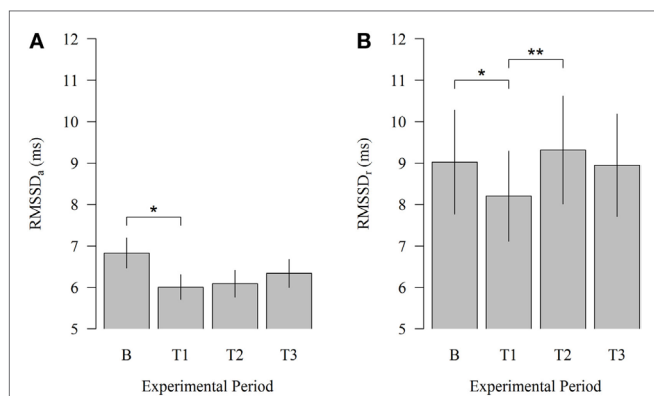 A
12
11
10
9
8
7
6
5
RMSSDa (ms)
*
B T1 T2 T3
Experimental Period
B
12
11
10
9
8
7
6
5
RMSSDr (ms)
* **
B T1 T2 T3
Experimental Period